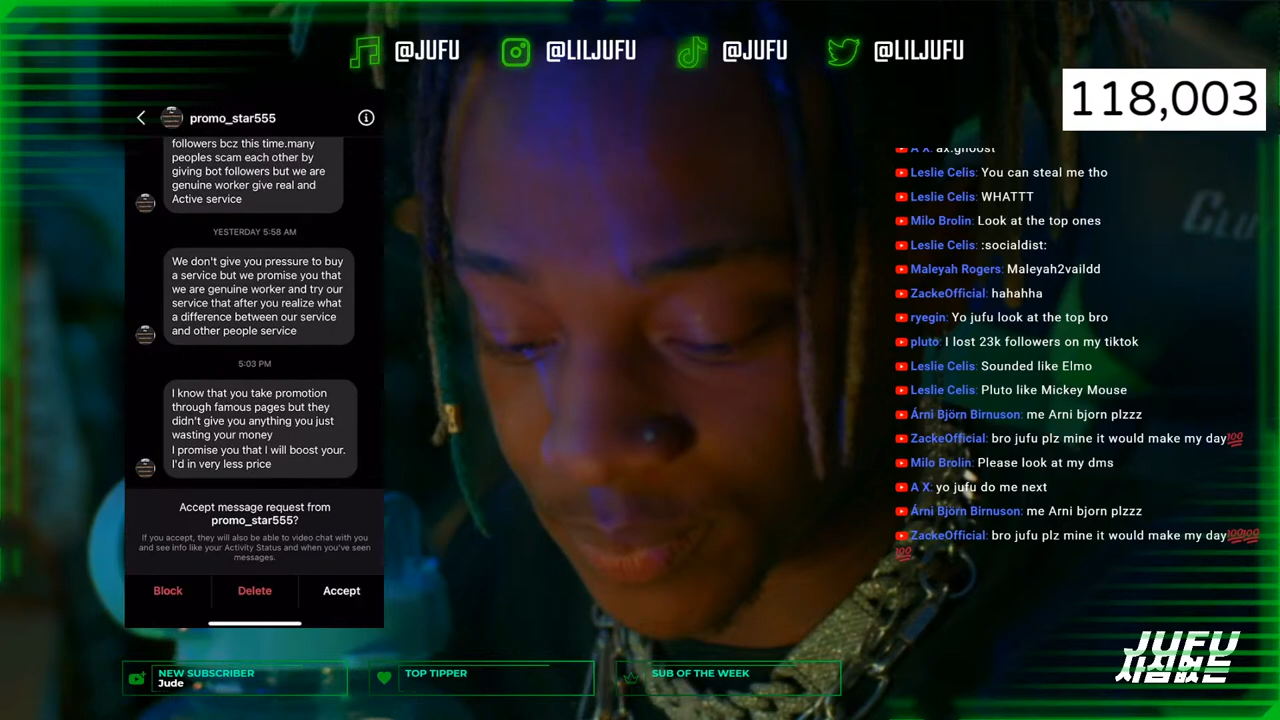 @JUFU
@LILJUFU
@JUFU
@LILJUFU
118,003
promo_star555
followers bcz this time.many
peoples scam each other by
giving bot followers but we are
genuine worker give real and
Active service
YESTERDAY 5:58 AM
We don't give you pressure to buy
a service but we promise you that
we are genuine worker and try our
service that after you realize what
a difference between our service
and other people service
5:03 PM
I know that you take promotion
through famous pages but they
didn't give you anything you just
wasting your money
I promise you that I will boost your.
I'd in very less price
Accept message request from
promo_star555?
If you accept, they will also be able to video chat with you
and see info like your Activity Status and when you've seen
messages.
Block
Delete
Accept
A X: ax.ghoost
Leslie Celis: You can steal me tho
Leslie Celis: WHATTT
Milo Brolin: Look at the top ones
Leslie Celis: :socialdist:
Maleyah Rogers: Maleyah2vaildd
ZackeOfficial: hahahha
ryegin: Yo jufu look at the top bro
pluto: I lost 23k followers on my tiktok
Leslie Celis: Sounded like Elmo
Leslie Celis: Pluto like Mickey Mouse
Árni Björn Birnuson: me Arni bjorn plzzz
ZackeOfficial: bro jufu plz mine it would make my day💯
Milo Brolin: Please look at my dms
A X: yo jufu do me next
Árni Björn Birnuson: me Arni bjorn plzzz
ZackeOfficial: bro jufu plz mine it would make my day💯💯
💯
NEW SUBSCRIBER
Jude
TOP TIPPER
SUB OF THE WEEK
JUFU
사심없는